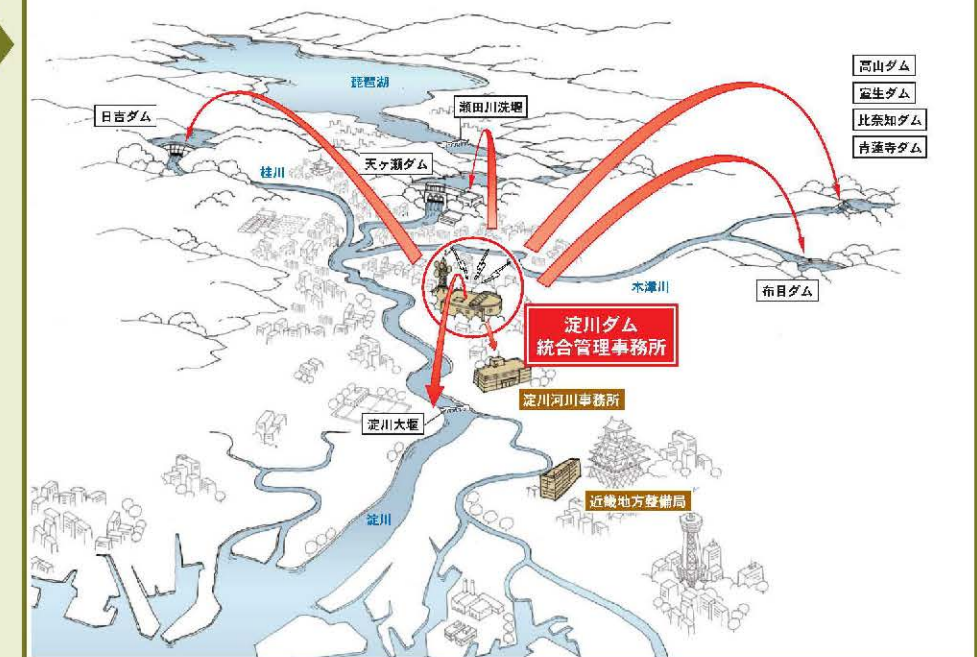 琵琶湖
瀬田川洗堰
高山ダム
室生ダム
比奈知ダム
青蓮寺ダム
日吉ダム
天ヶ瀬ダム
桂川
木津川
布目ダム
淀川ダム
統合管理事務所
淀川河川事務所
淀川大堰
近畿地方整備局
淀川